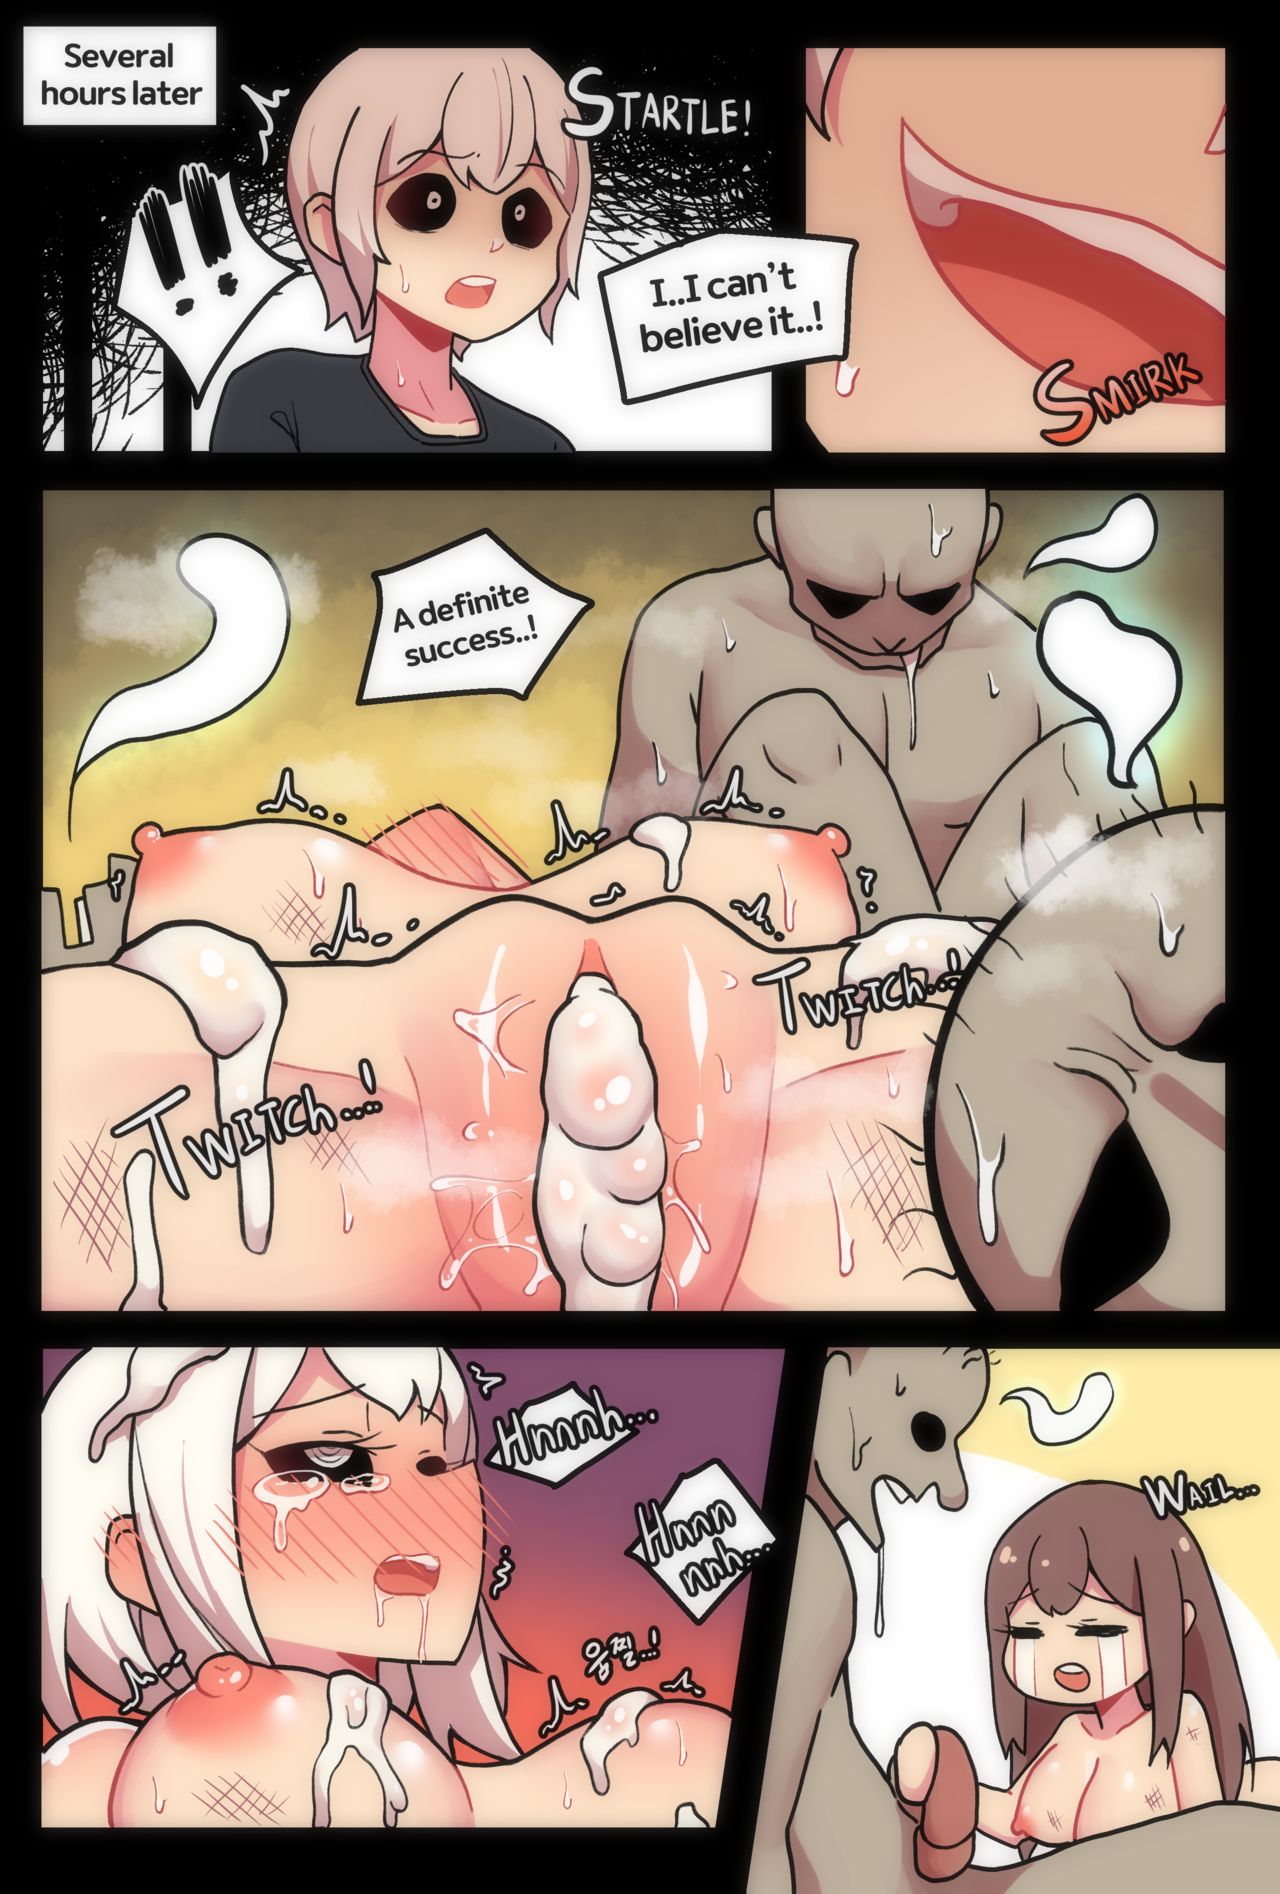 Several
hours later
STARTLE!
!!
I..I can't
believe it..!
SMIRK
A definite
success..!
?
TWITCh...!
TWITCh...!
Hnnnh...
Hnnn
nnh...
움찔..!
WAIL...